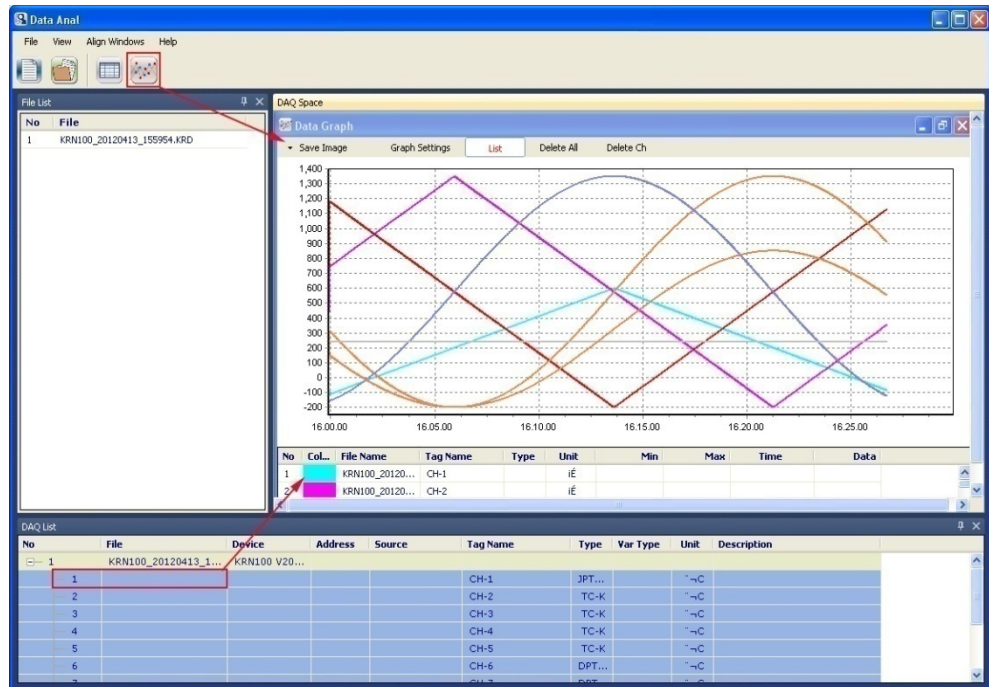 Data Anal
File View Align Windows Help
File List
No File
1 KRN100_20120413_155954.KRD
DAQ Space
Data Graph
Save Image Graph Settings List Delete All Delete Ch
1,400
1,300
1,200
1,100
1,000
900
800
700
600
500
400
300
200
100
0
-100
-200
16.00.00 16.05.00 16.10.00 16.15.00 16.20.00 16.25.00
No Col... File Name Tag Name Type Unit Min Max Time Data
1 KRN100_20120... CH-1 iÉ
2 KRN100_20120... CH-2 iÉ
DAQ List
No File Device Address Source Tag Name Type Var Type Unit Description
1 KRN100_20120413_1... KRN100 V20...
1 CH-1 JPT... ¨¬C
2 CH-2 TC-K ¨¬C
3 CH-3 TC-K ¨¬C
4 CH-4 TC-K ¨¬C
5 CH-5 TC-K ¨¬C
6 CH-6 DPT... ¨¬C